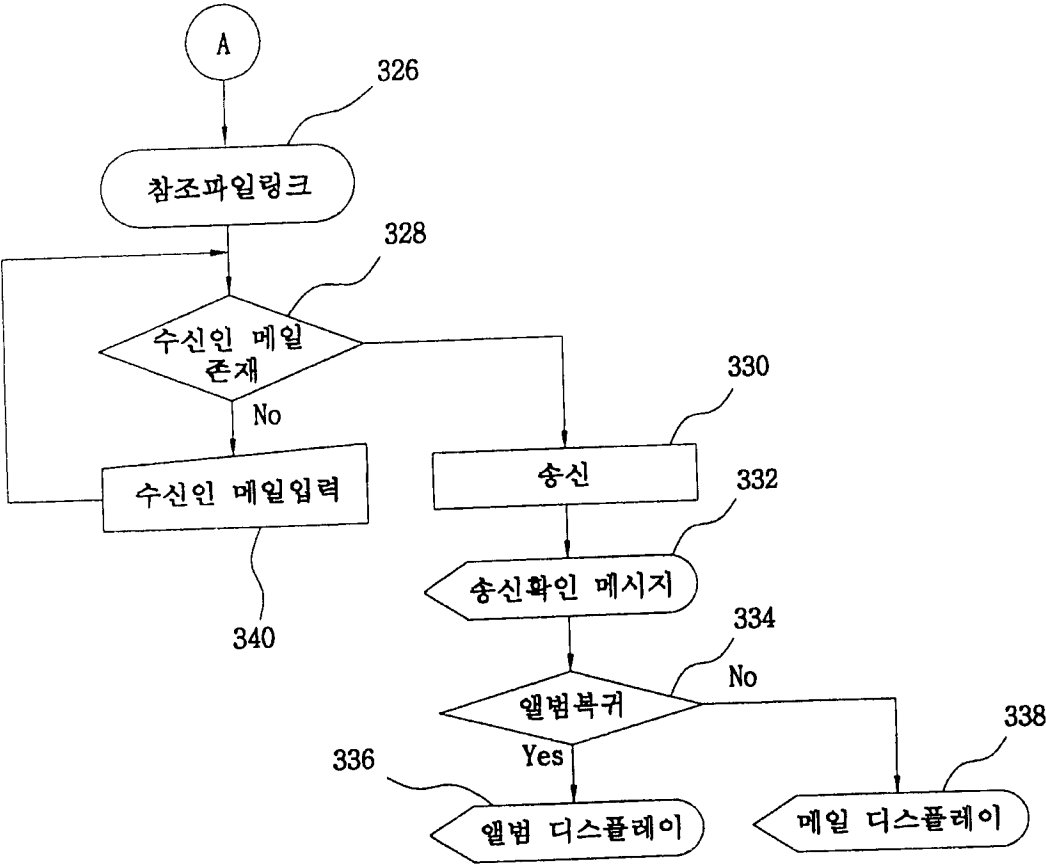 A
326
참조파일링크
328
수신인 메일
존재
No
330
송신
수신인 메일입력
332
송신확인 메시지
340
334
앨범복귀
No
Yes
336
338
앨범 디스플레이
메일 디스플레이